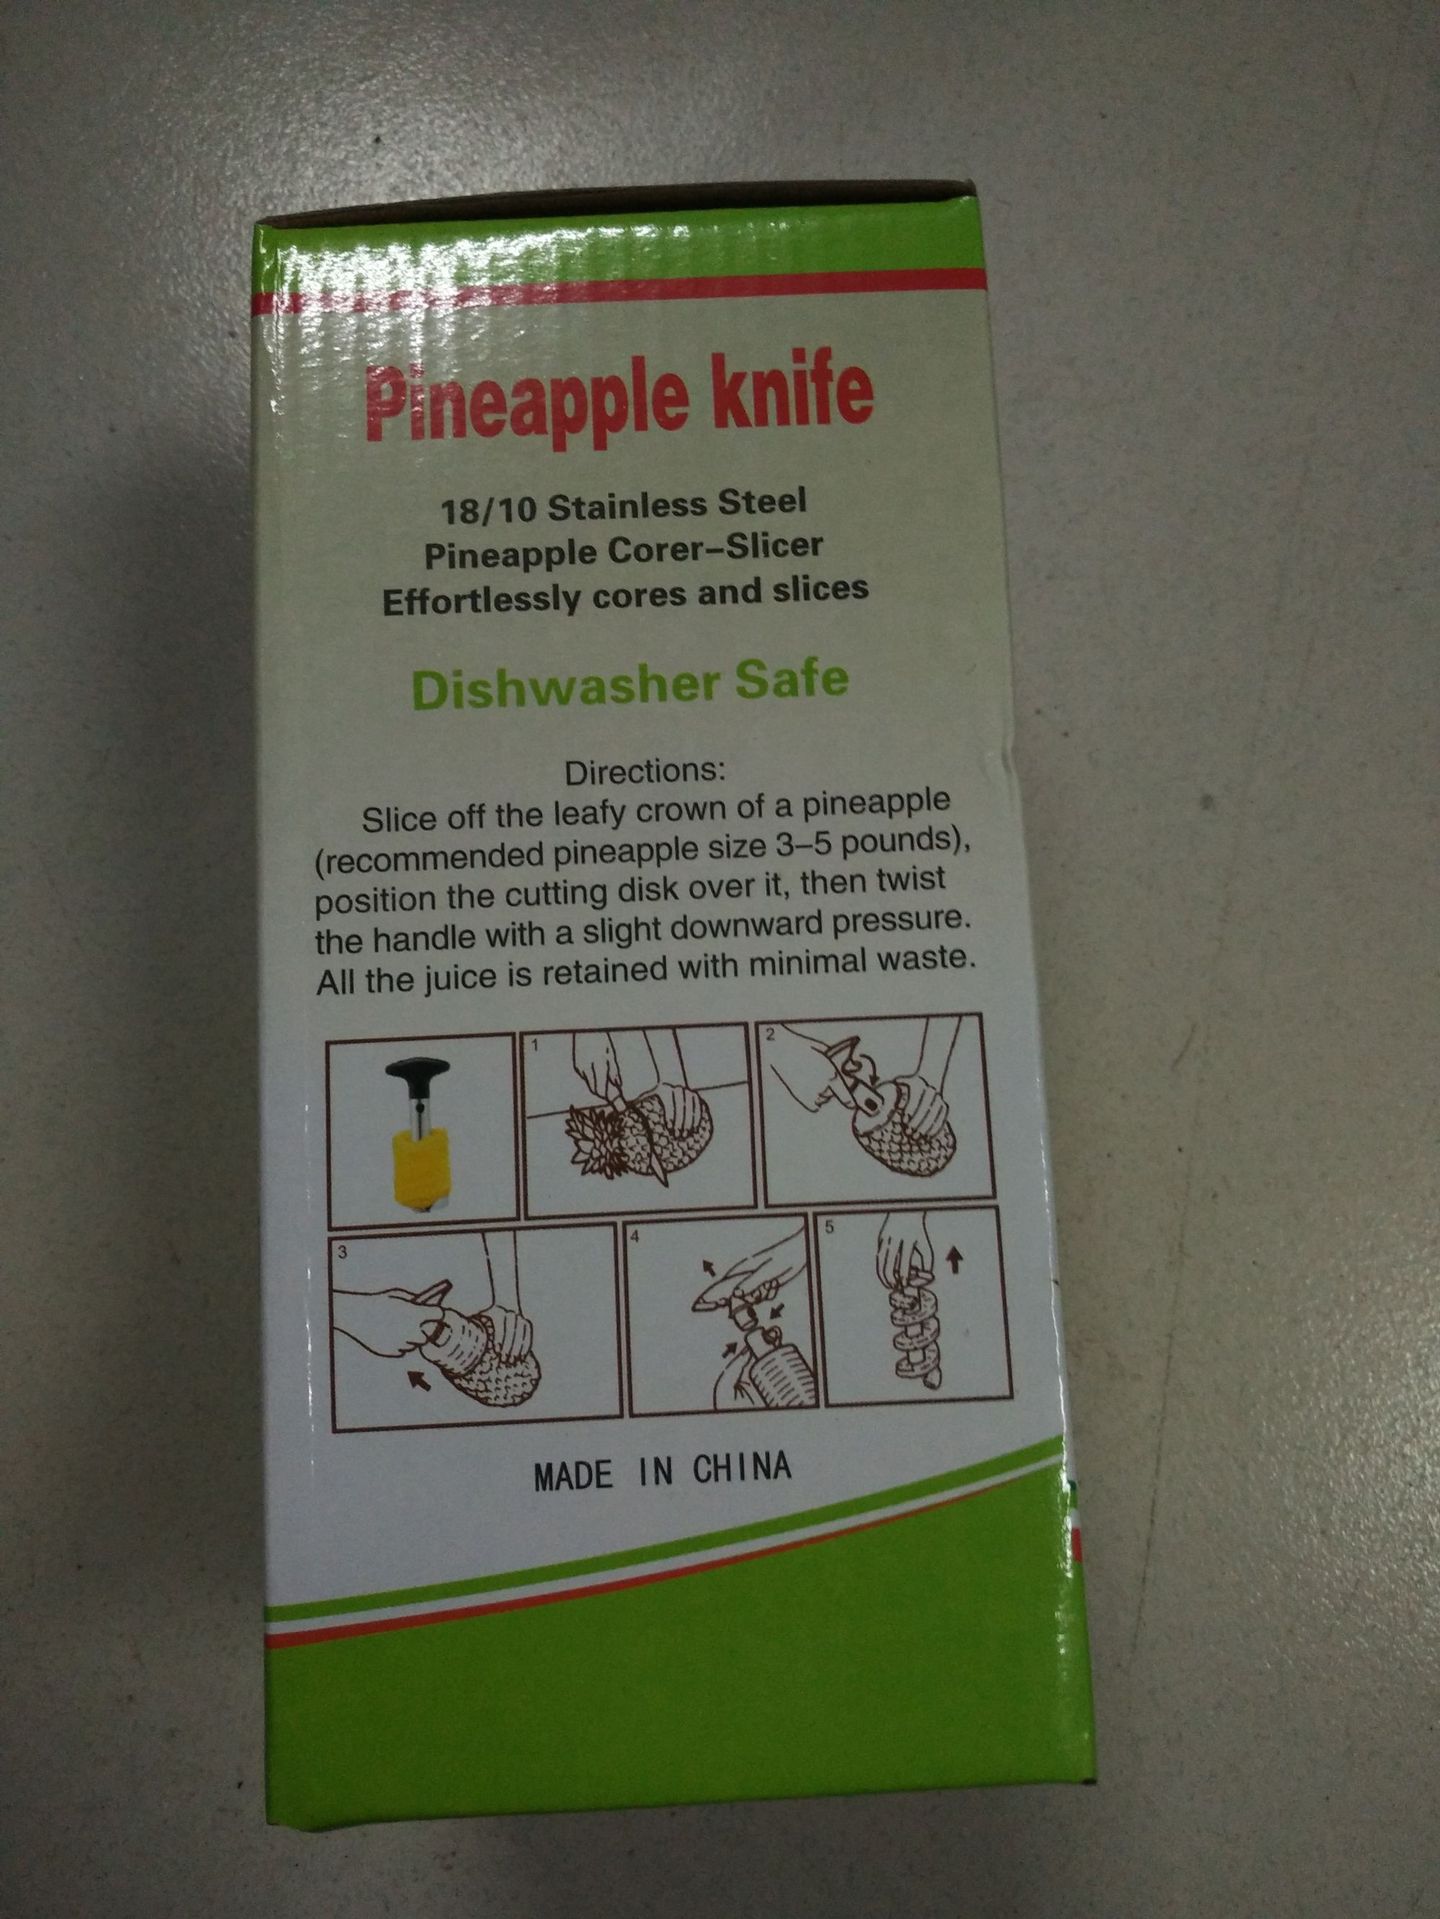 Pineapple knife
18/10 Stainless Steel
Pineapple Corer-Slicer
Effortlessly cores and slices
Dishwasher Safe
Directions:
Slice off the leafy crown of a pineapple
(recommended pineapple size 3-5 pounds),
position the cutting disk over it, then twist
the handle with a slight downward pressure.
All the juice is retained with minimal waste.
1
2
3
4
5
MADE IN CHINA